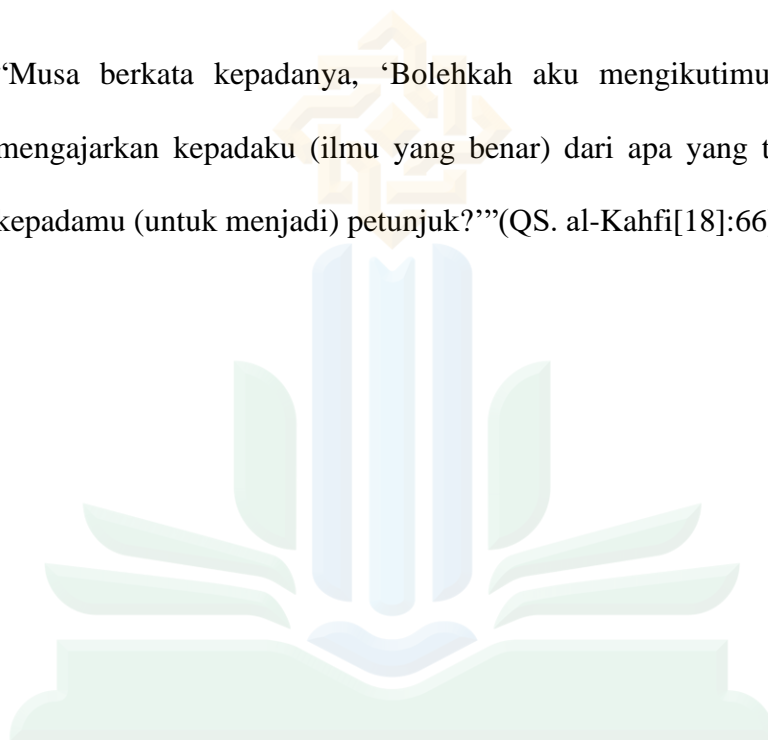 “Musa berkata kepadanya, ‘Bolehkah aku mengikutimu
mengajarkan kepadaku (ilmu yang benar) dari apa yang
kepadamu (untuk menjadi) petunjuk?’”(QS. al-Kahfi[18]:66